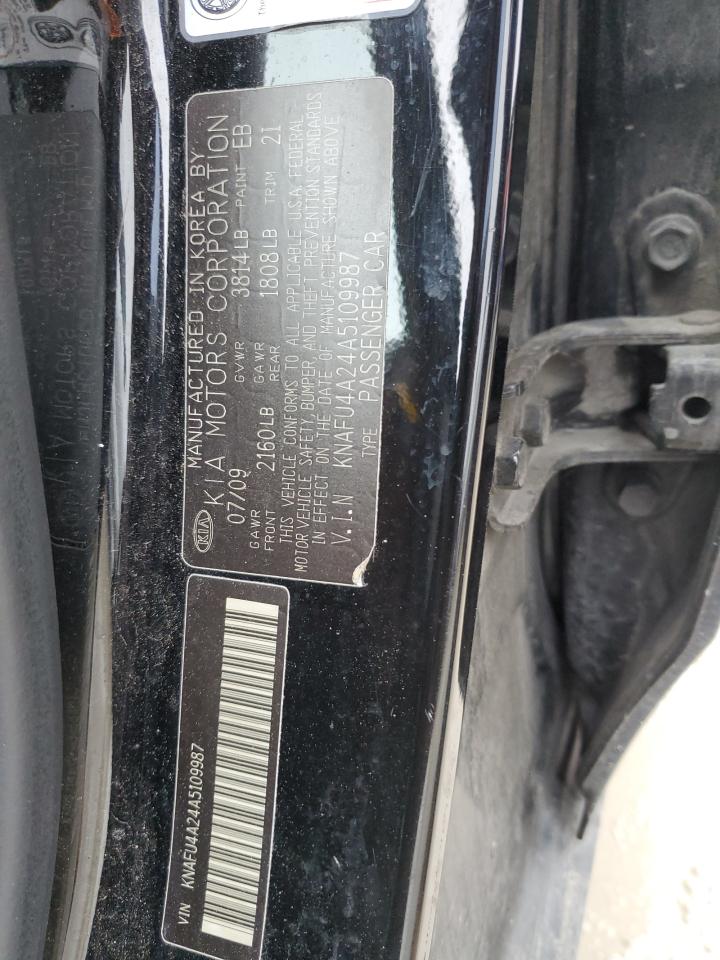 MANUFACTURED IN KOREA BY
KIA KIA MOTORS CORPORATION
07/09 GVWR 3814LB PAINT EB
GAWR FRONT 2160LB GAWR REAR 1808LB TRIM 2I
THIS VEHICLE CONFORMS TO ALL APPLICABLE U.S.A. FEDERAL
MOTOR VEHICLE SAFETY, BUMPER, AND THEFT PREVENTION STANDARDS
IN EFFECT ON THE DATE OF MANUFACTURE SHOWN ABOVE
V.I.N KNAFU4A24A5109987
TYPE PASSENGER CAR
VIN KNAFU4A24A5109987